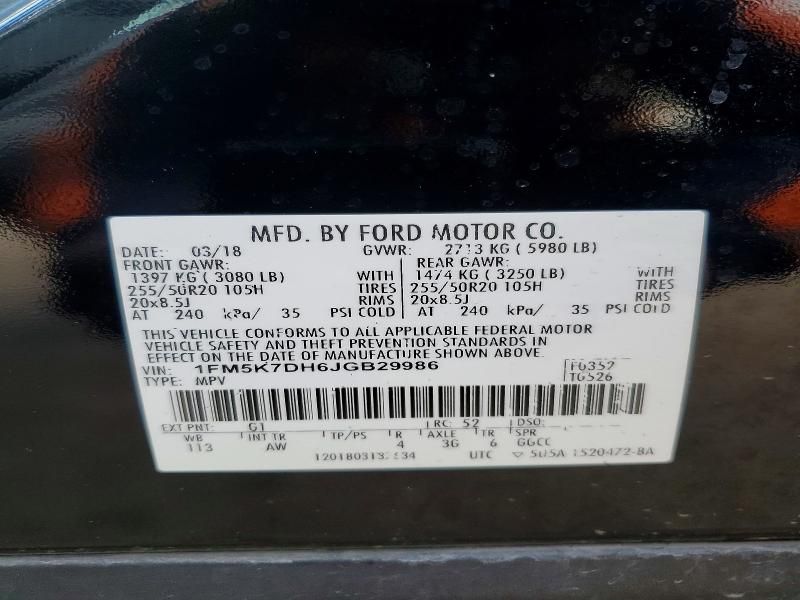 MFD. BY FORD MOTOR CO.
DATE: 03/18 GVWR: 2713 KG ( 5980 LB)
FRONT GAWR: REAR GAWR:
1397 KG ( 3080 LB) WITH 1474 KG ( 3250 LB) WITH
255/50R20 105H TIRES 255/50R20 105H TIRES
20x8.5J RIMS 20x8.5J RIMS
AT 240 kPa/ 35 PSI COLD AT 240 kPa/ 35 PSI COLD
THIS VEHICLE CONFORMS TO ALL APPLICABLE FEDERAL MOTOR
VEHICLE SAFETY AND THEFT PREVENTION STANDARDS IN
EFFECT ON THE DATE OF MANUFACTURE SHOWN ABOVE.
VIN: 1FM5K7DH6JGB29986 F0352
TYPE: MPV T0526
EXT PNT: G1 RC: 52 DSO:
WB INT TR TP/PS R AXLE TR SPR
113 AW 4 3G 6 GGCC
UTC ▽ 5U5A